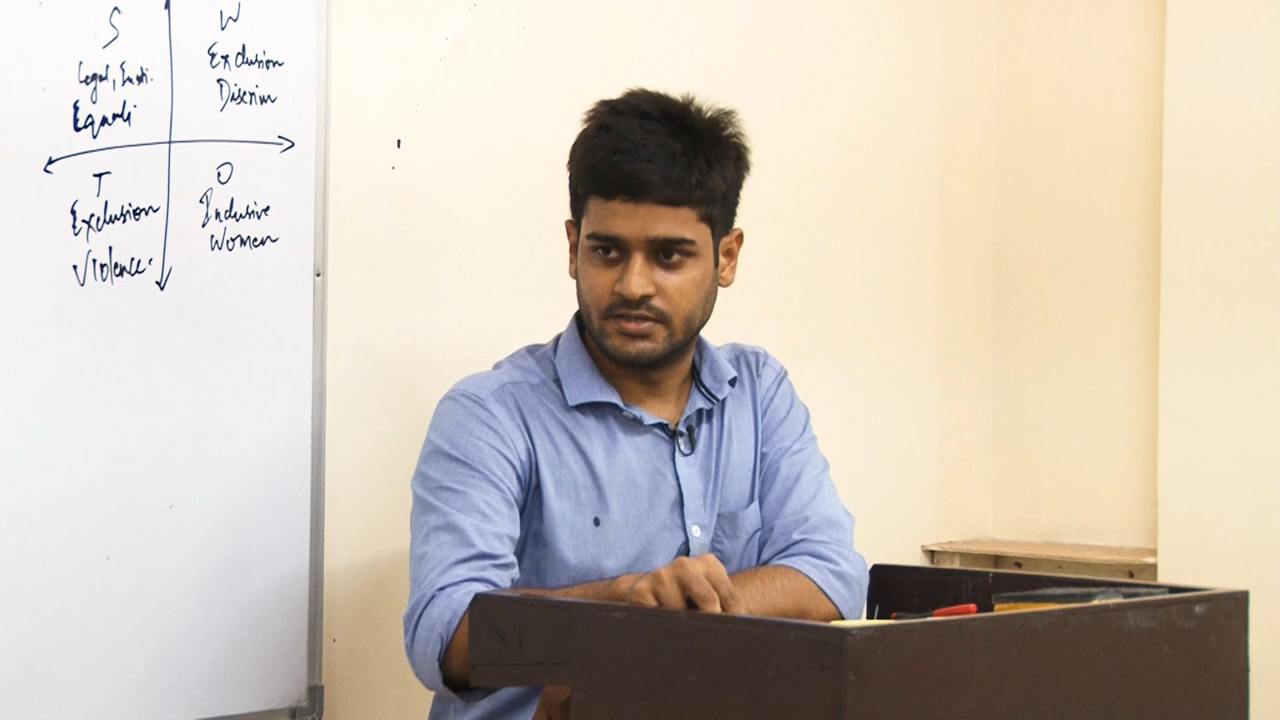 S
Legal, Insti.
Equali
W
Exclusion
Discrim
T
Exclusion
Violence.
O
Inclusive
Women